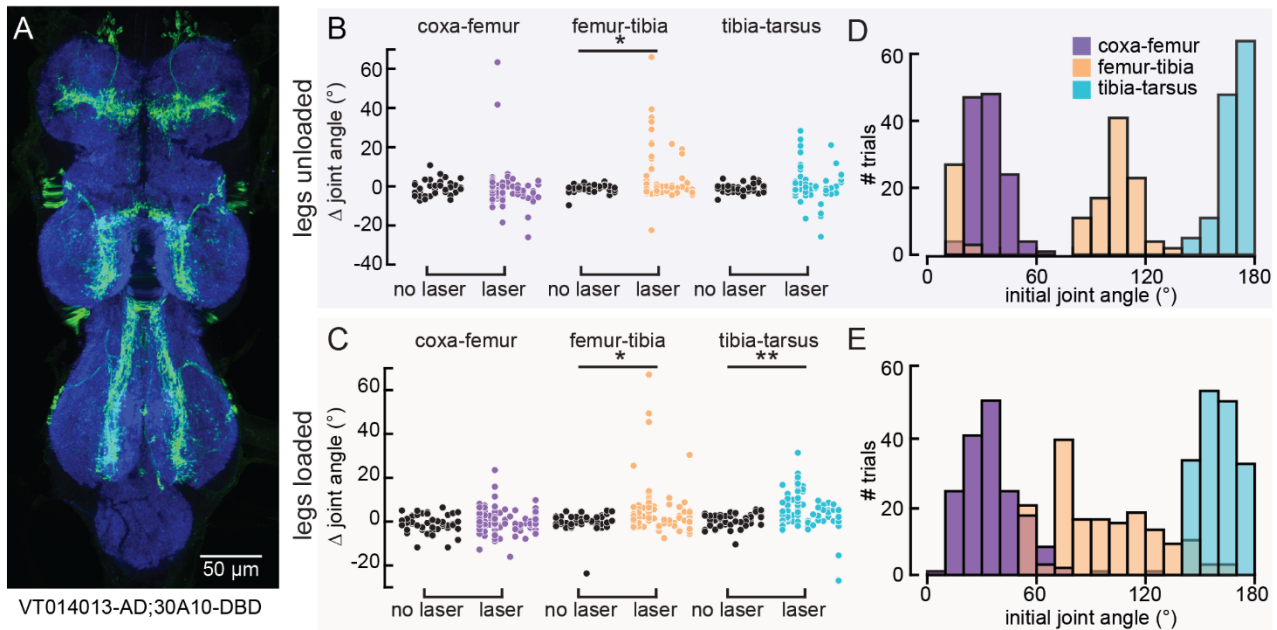 A
50 µm
VT014013-AD;30A10-DBD
B
coxa-femur femur-tibia tibia-tarsus
*
legs unloaded
Δ joint angle (°)
60
40
20
0
-20
-40
no laser laser no laser laser no laser laser
C
coxa-femur femur-tibia tibia-tarsus
* **
legs loaded
Δ joint angle (°)
60
40
20
0
-20
no laser laser no laser laser no laser laser
D
coxa-femur
femur-tibia
tibia-tarsus
# trials
60
40
20
0
0 60 120 180
initial joint angle (°)
E
# trials
60
40
20
0
0 60 120 180
initial joint angle (°)